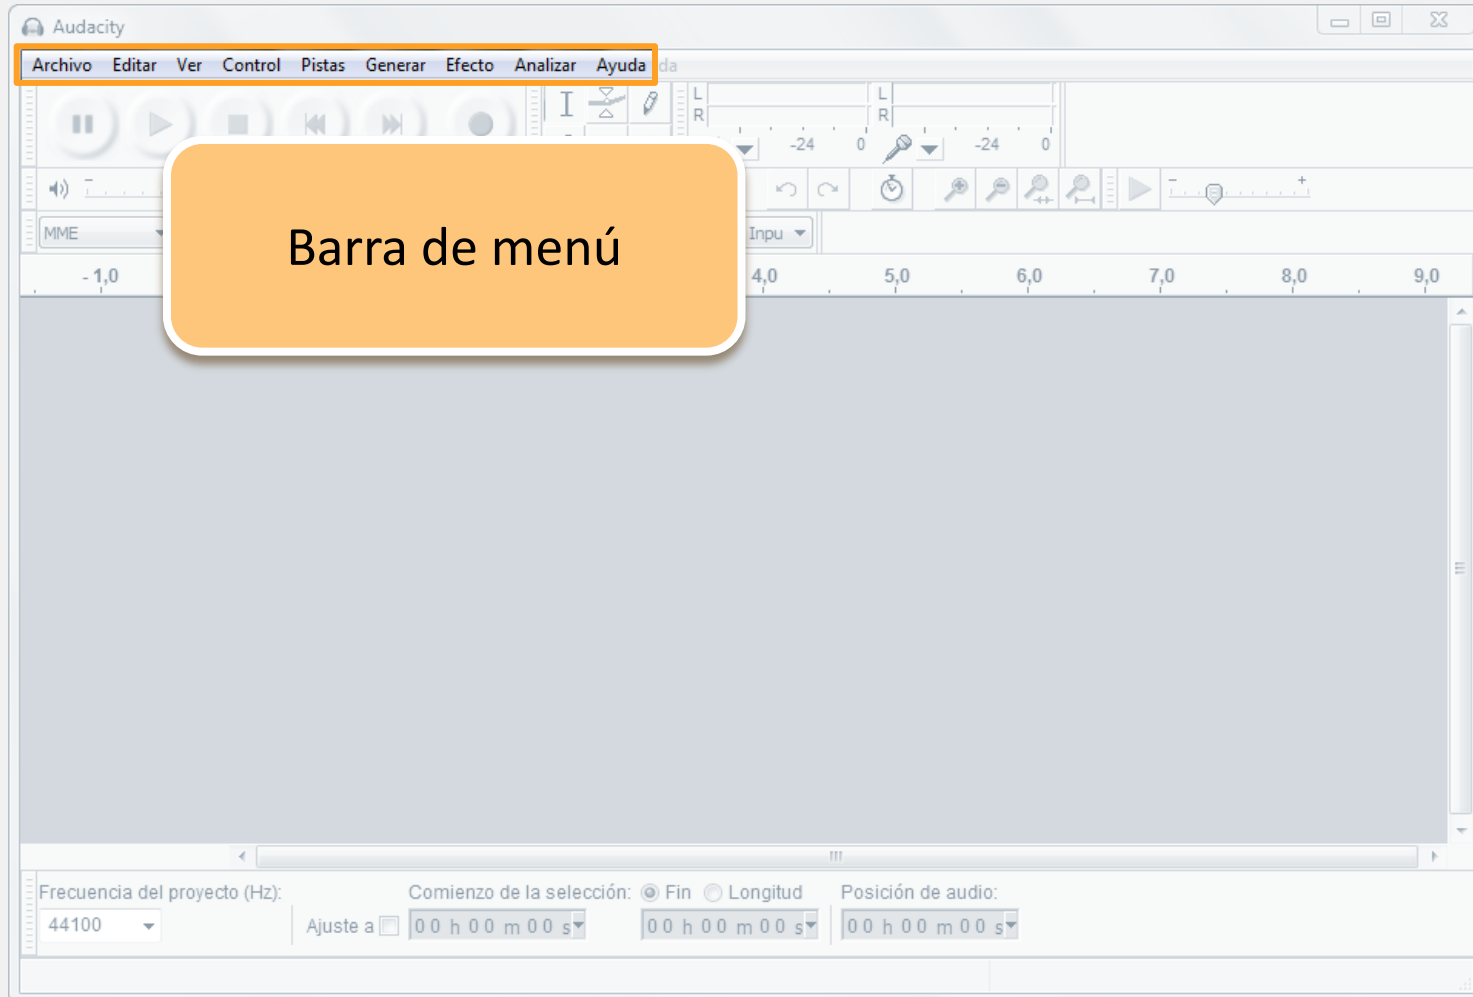 Audacity
Archivo Editar Ver Control Pistas Generar Efecto Analizar Ayuda da
L L
R R
-24 0 -24 0
- +
MME Inpu
Barra de menú
- 1,0 4,0 5,0 6,0 7,0 8,0 9,0
Frecuencia del proyecto (Hz): Comienzo de la selección: Fin Longitud Posición de audio:
44100 Ajuste a 00 h 00 m 00 s 00 h 00 m 00 s 00 h 00 m 00 s